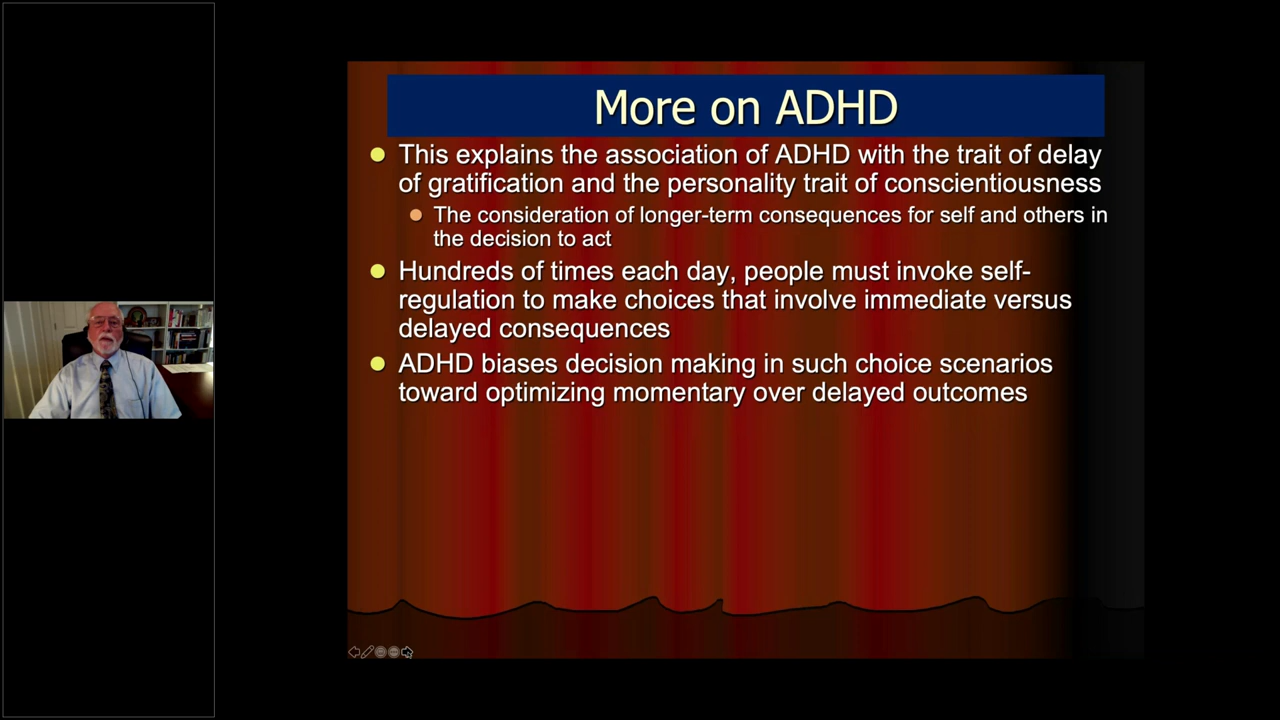 More on ADHD
This explains the association of ADHD with the trait of delay
of gratification and the personality trait of conscientiousness
The consideration of longer-term consequences for self and others in
the decision to act
Hundreds of times each day, people must invoke self-
regulation to make choices that involve immediate versus
delayed consequences
ADHD biases decision making in such choice scenarios
toward optimizing momentary over delayed outcomes